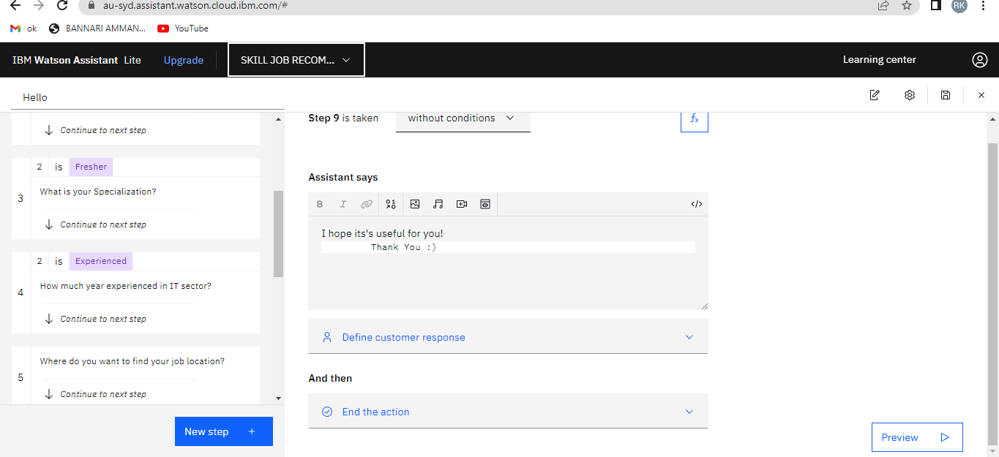 au-syd.assistant.watson.cloud.ibm.com/#
RK
ok
BANNARI AMMAN...
YouTube
IBM Watson Assistant Lite
Upgrade
SKILL JOB RECOM...
Learning center
Hello
Continue to next step
2 is Fresher
3
What is your Specialization?
Continue to next step
2 is Experienced
4
How much year experienced in IT sector?
Continue to next step
5
Where do you want to find your job location?
Continue to next step
New step +
Step 9 is taken
without conditions
fx
Assistant says
B I
I hope its's useful for you!
Thank You :)
Define customer response
And then
End the action
Preview